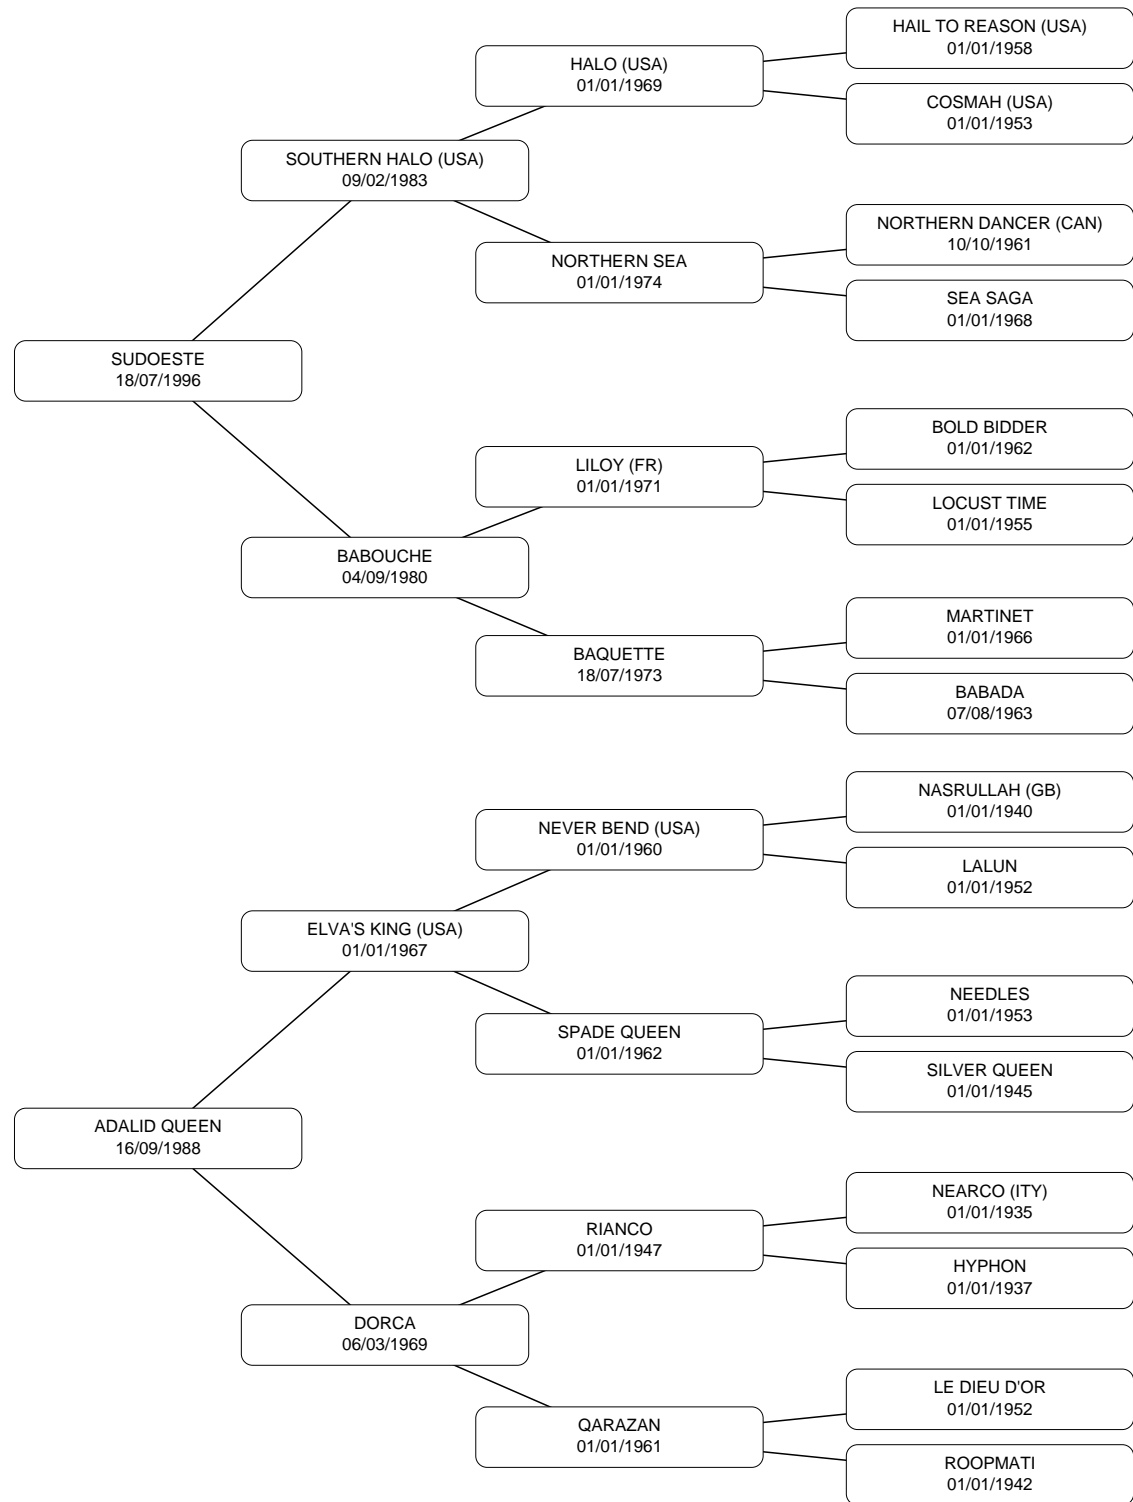 HAIL TO REASON (USA)
01/01/1958
HALO (USA)
01/01/1969
COSMAH (USA)
01/01/1953
SOUTHERN HALO (USA)
09/02/1983
NORTHERN DANCER (CAN)
10/10/1961
NORTHERN SEA
01/01/1974
SEA SAGA
01/01/1968
SUDOESTE
18/07/1996
BOLD BIDDER
01/01/1962
LILOY (FR)
01/01/1971
LOCUST TIME
01/01/1955
BABOUCHE
04/09/1980
MARTINET
01/01/1966
BAQUETTE
18/07/1973
BABADA
07/08/1963
NASRULLAH (GB)
01/01/1940
NEVER BEND (USA)
01/01/1960
LALUN
01/01/1952
ELVA'S KING (USA)
01/01/1967
NEEDLES
01/01/1953
SPADE QUEEN
01/01/1962
SILVER QUEEN
01/01/1945
ADALID QUEEN
16/09/1988
NEARCO (ITY)
01/01/1935
RIANCO
01/01/1947
HYPHON
01/01/1937
DORCA
06/03/1969
LE DIEU D'OR
01/01/1952
QARAZAN
01/01/1961
ROOPMATI
01/01/1942